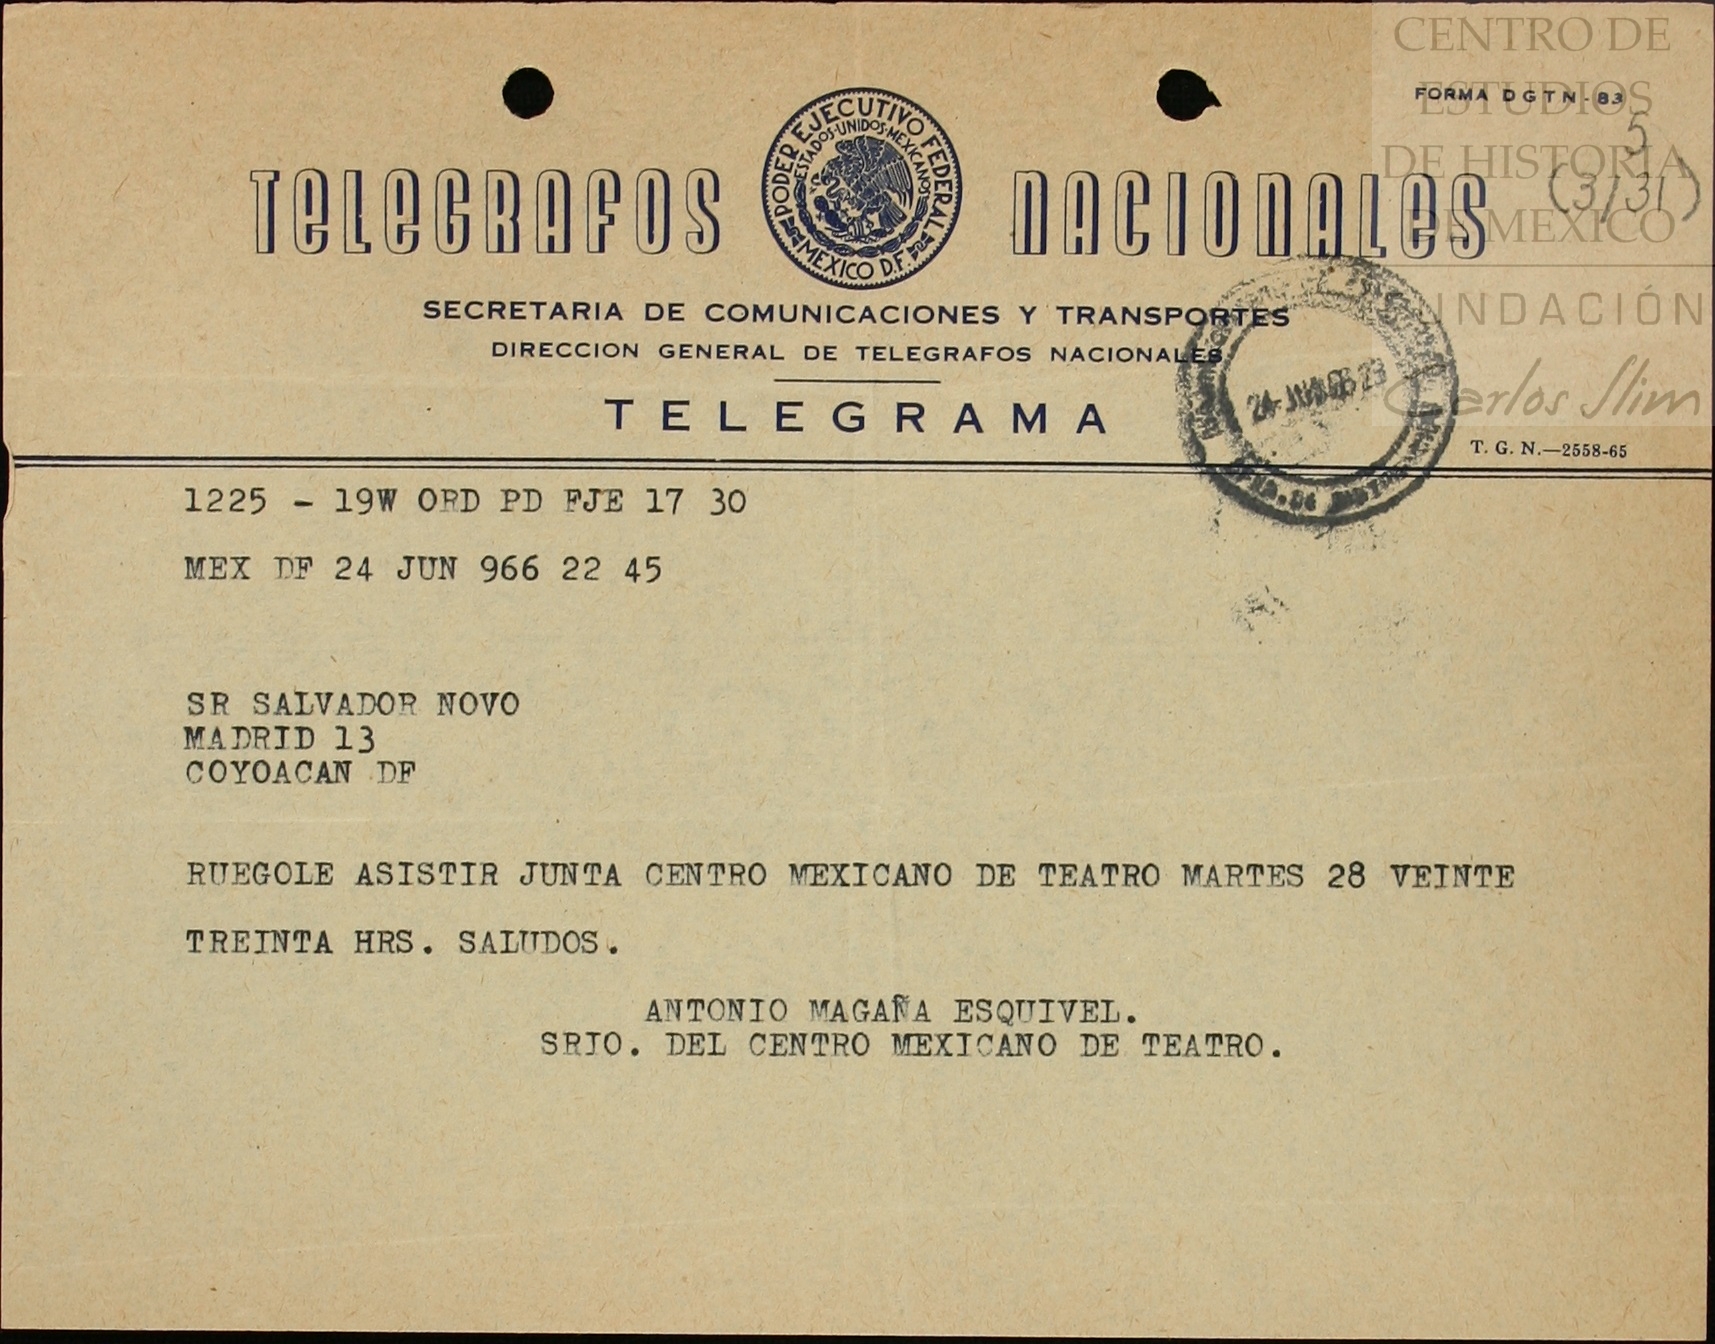 CENTRO DE
ESTUDIOS
DE HISTORIA
DE MEXICO
FUNDACIÓN
Carlos Slim
FORMA DGTN-83
5
(3/31)
TELEGRAFOS NACIONALES
PODER EJECUTIVO FEDERAL
ESTADOS·UNIDOS·MEXICANOS
MEXICO D.F.
SECRETARIA DE COMUNICACIONES Y TRANSPORTES
DIRECCION GENERAL DE TELEGRAFOS NACIONALES
TELEGRAMA
24 JUN 66 23
T. G. N.—2558-65
1225 - 19W ORD PD FJE 17 30
MEX DF 24 JUN 966 22 45
SR SALVADOR NOVO
MADRID 13
COYOACAN DF
RUEGOLE ASISTIR JUNTA CENTRO MEXICANO DE TEATRO MARTES 28 VEINTE
TREINTA HRS. SALUDOS.
ANTONIO MAGAÑA ESQUIVEL.
SRIO. DEL CENTRO MEXICANO DE TEATRO.